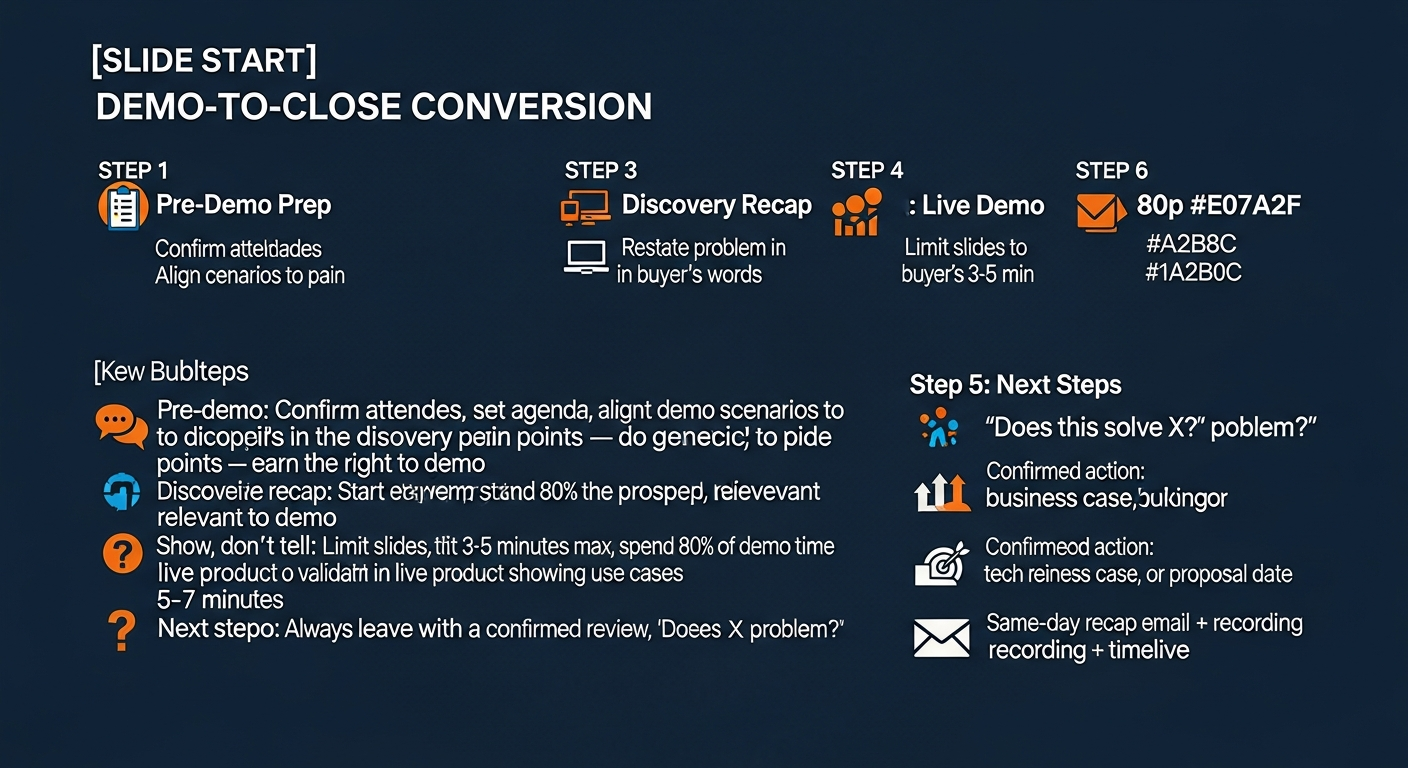 [SLIDE START]
DEMO-TO-CLOSE CONVERSION
STEP 1
Pre-Demo Prep
Confirm atteldades
Align cenarios to pain
STEP 3
Discovery Recap
Restate problem in
in buyer's words
STEP 4
: Live Demo
Limit slides to
buyer's 3-5 min
STEP 6
80p #E07A2F
#A2B8C
#1A2B0C
[Kew Bublteps
Pre-demo: Confirm attendes, set agenda, alignt demo scenarios to
to in the disovery points — do to pide
points — earn the right to demo
recap: Start 80% the prosped,
relevant to demo
Show, don't tell: Limit slides, 3-5 minutes max, spend 80% of demo time
live product o in live product showing use cases
5-7 minutes
Next stepo: Always leave with a confirmed review, 'Doees X problem?'
Step 5: Next Steps
“Does this solve X?” poblem?”
Confirmed action:
business case,
Confirmeod action:
tech reiness case, or proposal date
Same-day recap email + recording
recording + timelive